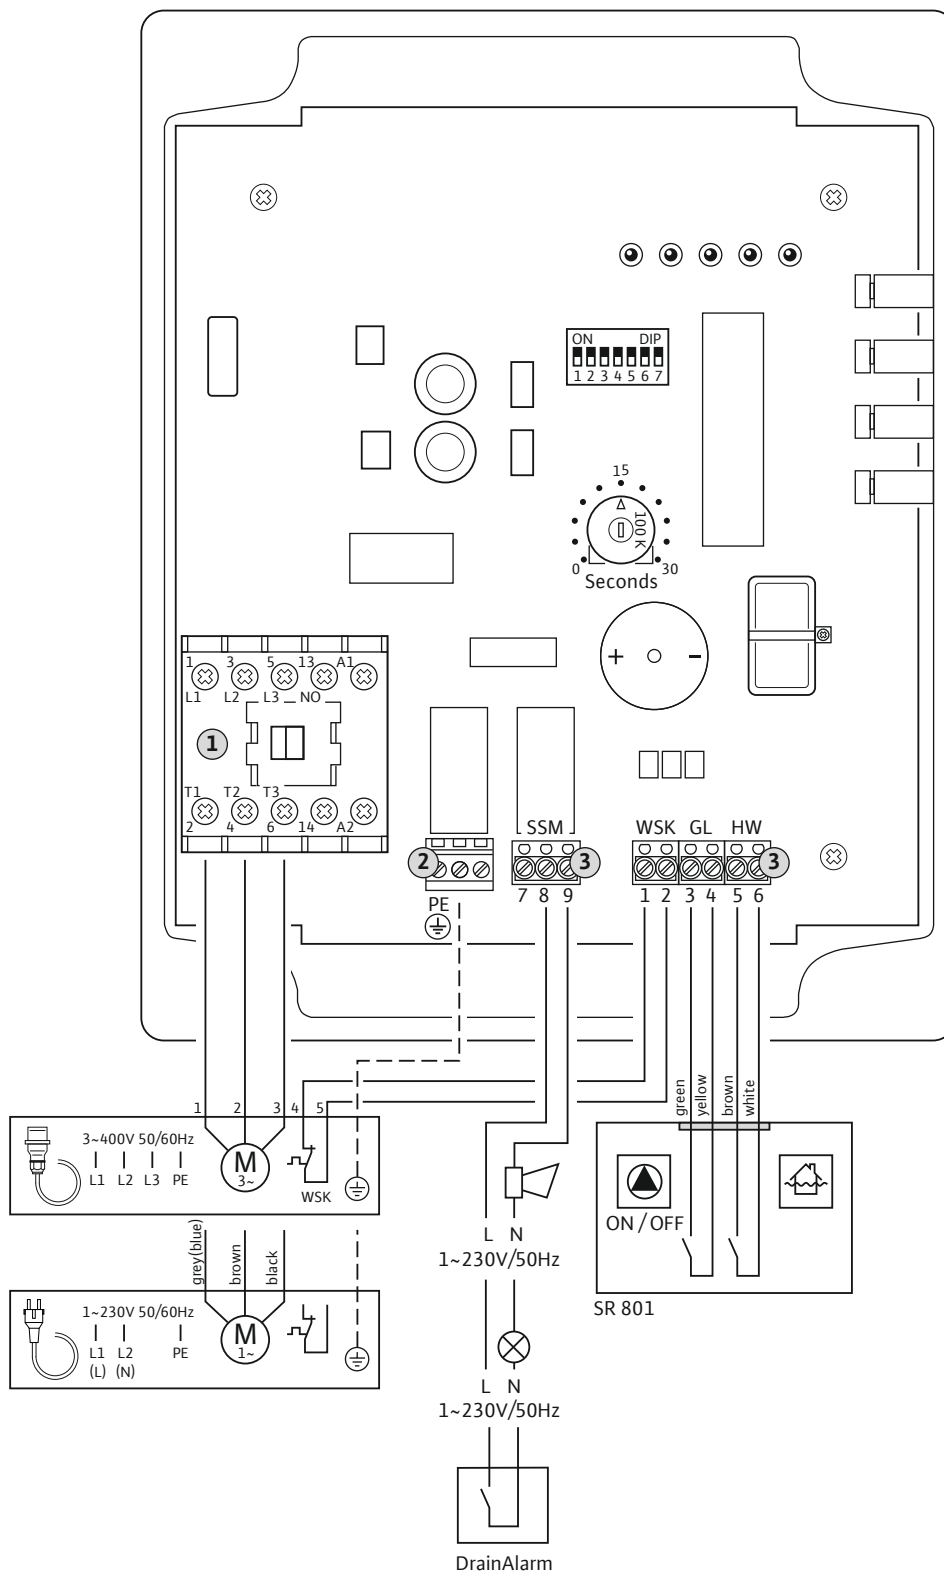 ON DIP
1 2 3 4 5 6 7
15
100 K
0 30
Seconds
+ −
1 3 5 13 A1
L1 L2 L3 NO
1
T1 T2 T3
2 4 6 14 A2
SSM WSK GL HW
2 3 3
7 8 9 1 2 3 4 5 6
PE
green
yellow
brown
white
1 2 3 4 5
3~400V 50/60Hz
L1 L2 L3 PE
M
3~
WSK
ON / OFF
L N
1~230V/50Hz
SR 801
grey(blue)
brown
black
1~230V 50/60Hz
L1 L2 PE
(L) (N)
M
1~
L N
1~230V/50Hz
DrainAlarm